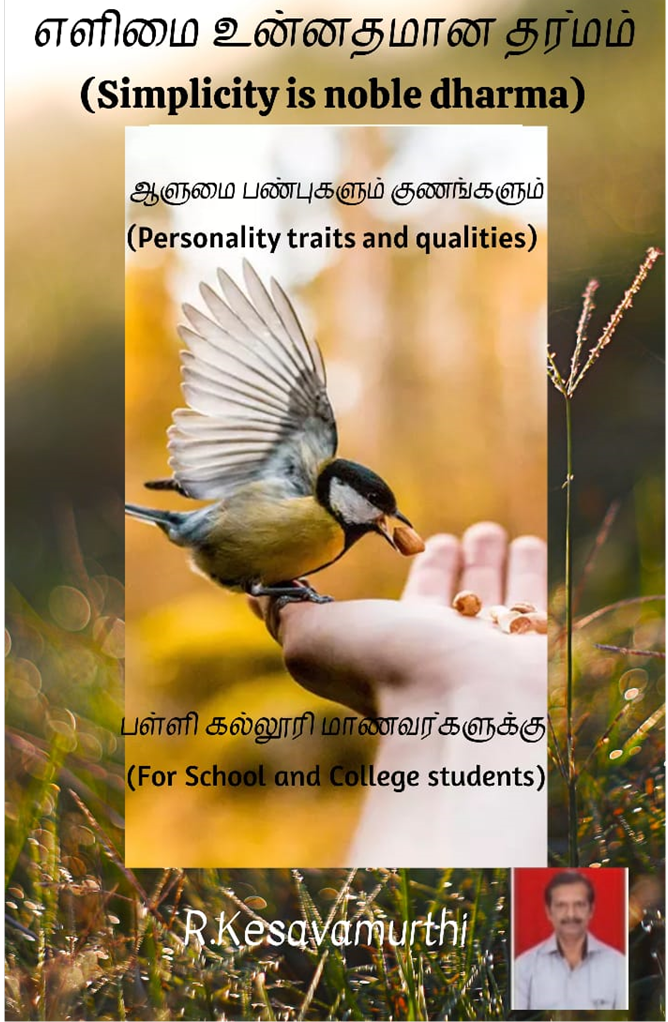 எளிமை உன்னதமான தர்மம்
(Simplicity is noble dharma)
ஆளுமை பண்புகளும் குணங்களும்
(Personality traits and qualities)
பள்ளி கல்லூரி மாணவர்களுக்கு
(For School and College students)
R.Kesavamurthi